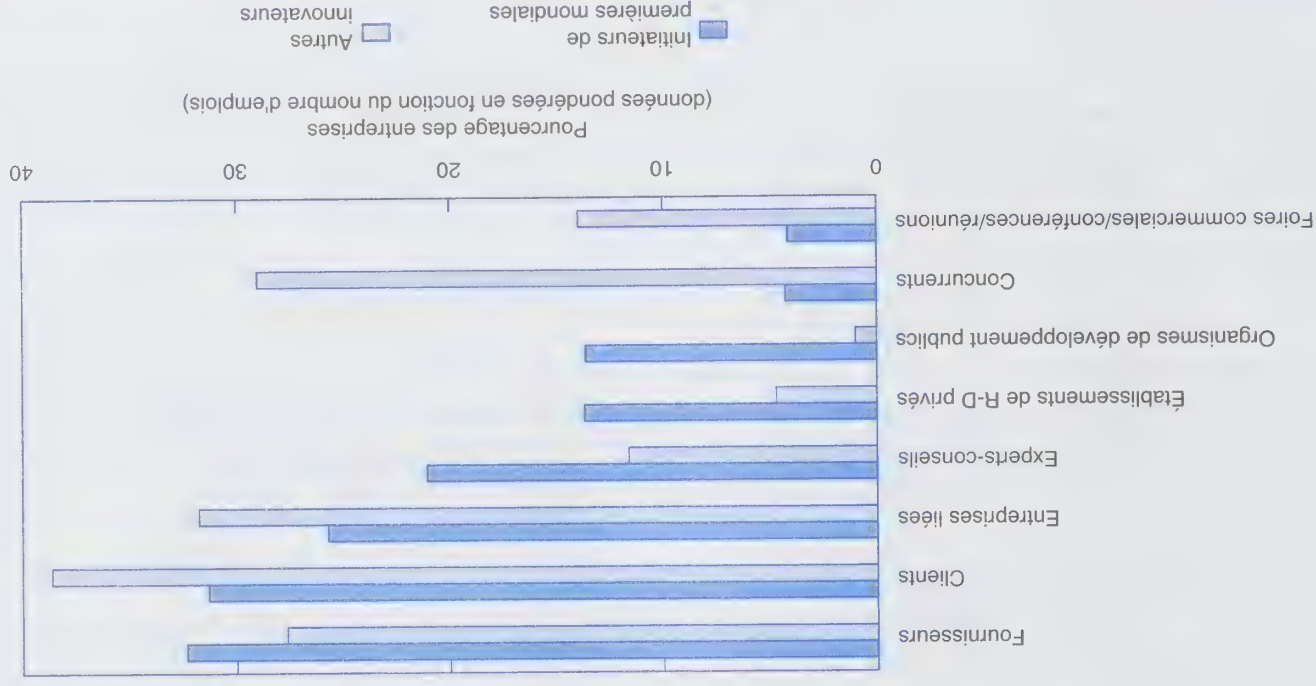 Fournisseurs
Clients
Entreprises liées
Experts-conseils
Établissements de R-D privés
Organismes de développement publics
Concurrents
Foires commerciales/conférences/réunions
0 10 20 30 40
Pourcentage des entreprises
(données pondérées en fonction du nombre d'emplois)
Initiateurs de
premières mondiales
Autres
innovateurs